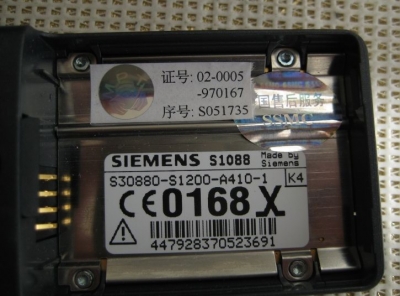 证号: 02-0005
-970167
序号: S051735
国售后服务
SSMC
SIEMENS S1088 Made by Siemens
S30880-S1200-A410-1 K4
CE0168 X
447928370523691